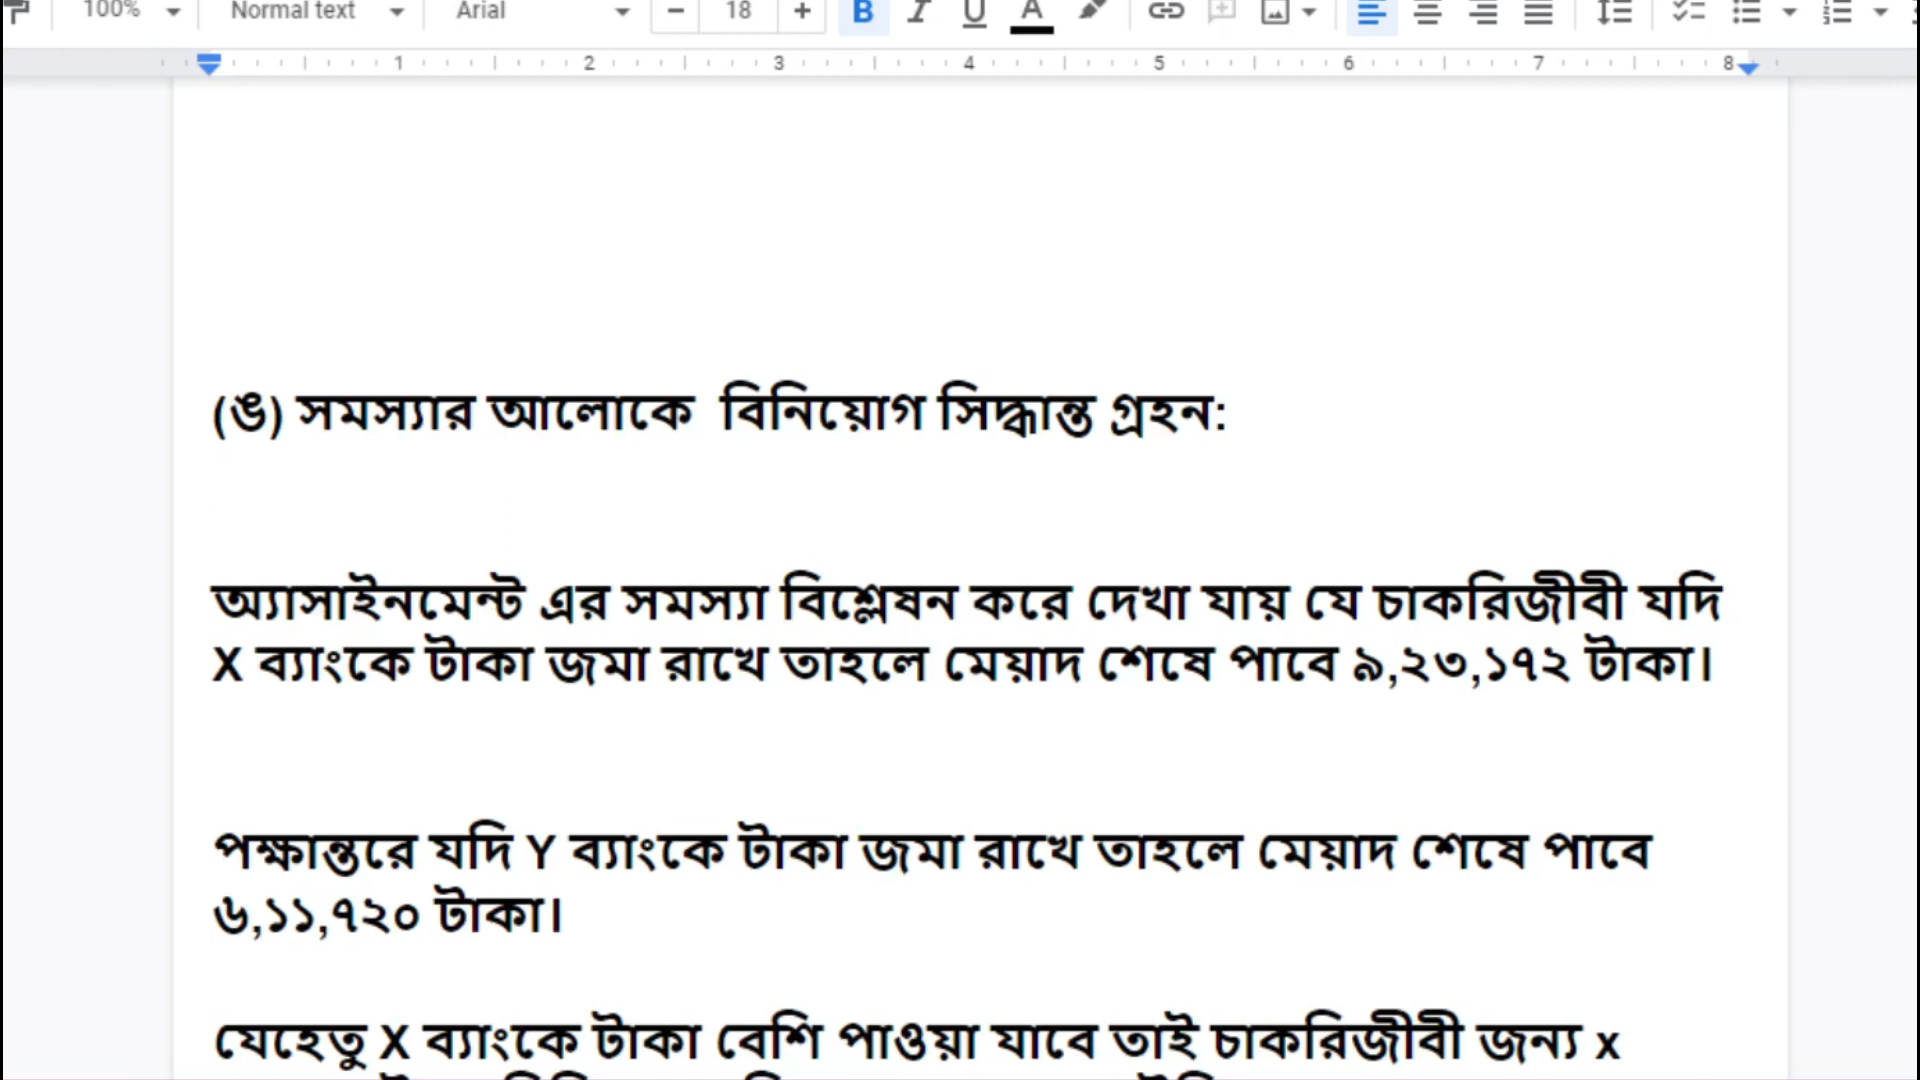 100% Normal text Arial 18 B I U A
1 2 3 4 5 6 7 8
(ঙ) সমস্যার আলোকে বিনিয়োগ সিদ্ধান্ত গ্রহন:
অ্যাসাইনমেন্ট এর সমস্যা বিশ্লেষন করে দেখা যায় যে চাকরিজীবী যদি
X ব্যাংকে টাকা জমা রাখে তাহলে মেয়াদ শেষে পাবে ৯,২৩,১৭২ টাকা।
পক্ষান্তরে যদি Y ব্যাংকে টাকা জমা রাখে তাহলে মেয়াদ শেষে পাবে
৬,১১,৭২০ টাকা।
যেহেতু X ব্যাংকে টাকা বেশি পাওয়া যাবে তাই চাকরিজীবী জন্য x